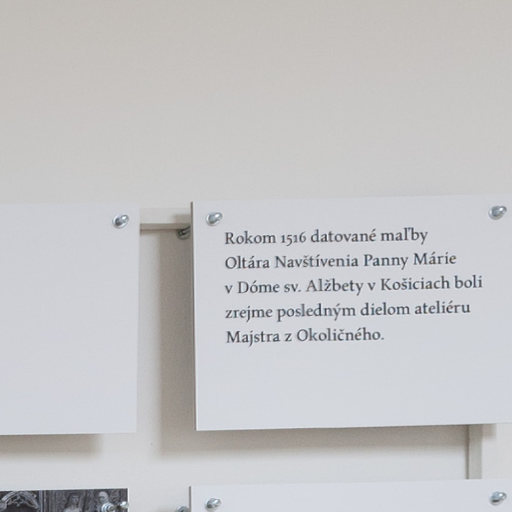 Rokom 1516 datované maľby
Oltára Navštívenia Panny Márie
v Dóme sv. Alžbety v Košiciach boli
zrejme posledným dielom ateliéru
Majstra z Okoličného.